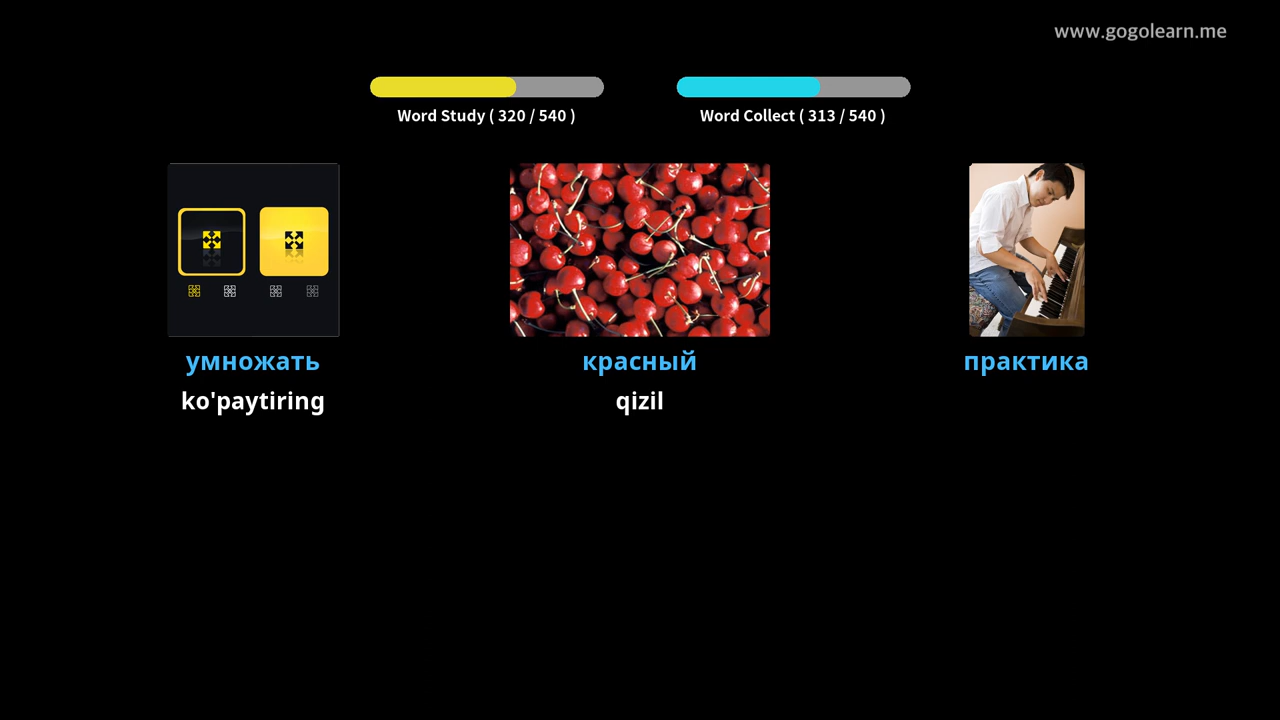 www.gogolearn.me
Word Study ( 320 / 540 )
Word Collect ( 313 / 540 )
умножать
красный
практика
ko'paytiring
qizil